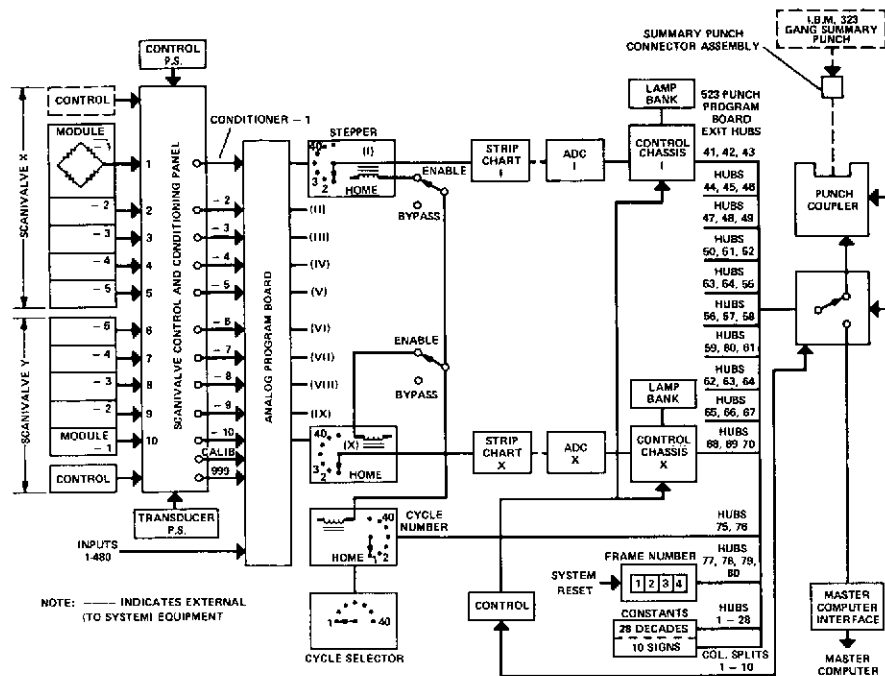 I.B.M. 323
GANG SUMMARY
PUNCH
SUMMARY PUNCH
CONNECTOR ASSEMBLY
CONTROL
P.S.
CONTROL
MODULE
- 1
- 2
- 3
- 4
- 5
- 6
- 4
- 3
- 2
MODULE
- 1
CONTROL
SCANIVALVE X
SCANIVALVE Y
1
2
3
4
5
6
7
8
9
10
SCANIVALVE CONTROL AND CONDITIONING PANEL
TRANSDUCER
P.S.
CONDITIONER - 1
- 2
- 3
- 4
- 5
- 6
- 7
- 8
- 9
- 10
CALIB
999
INPUTS
1-480
ANALOG PROGRAM BOARD
STEPPER
40
(I)
3
2
HOME
(II)
(III)
(IV)
(V)
(VI)
(VII)
(VIII)
(IX)
40
(X)
3
2
HOME
ENABLE
BYPASS
ENABLE
BYPASS
CYCLE
NUMBER
40
HOME
1
2
1
40
CYCLE SELECTOR
STRIP
CHART
I
ADC
I
LAMP
BANK
CONTROL
CHASSIS
I
STRIP
CHART
X
ADC
X
LAMP
BANK
CONTROL
CHASSIS
X
523 PUNCH
PROGRAM
BOARD
EXIT HUBS
41, 42, 43
HUBS
44, 45, 46
HUBS
47, 48, 49
HUBS
50, 51, 52
HUBS
63, 64, 55
HUBS
56, 57, 58
HUBS
59, 60, 61
HUBS
62, 63, 64
HUBS
65, 66, 67
HUBS
68, 69 70
HUBS
75, 76
HUBS
77, 78, 79,
80
HUBS
1 - 28
COL. SPLITS
1 - 10
FRAME NUMBER
1 2 3 4
SYSTEM
RESET
CONSTANTS
28 DECADES
10 SIGNS
CONTROL
PUNCH
COUPLER
MASTER
COMPUTER
INTERFACE
MASTER
COMPUTER
NOTE: ----- INDICATES EXTERNAL
(TO SYSTEM) EQUIPMENT